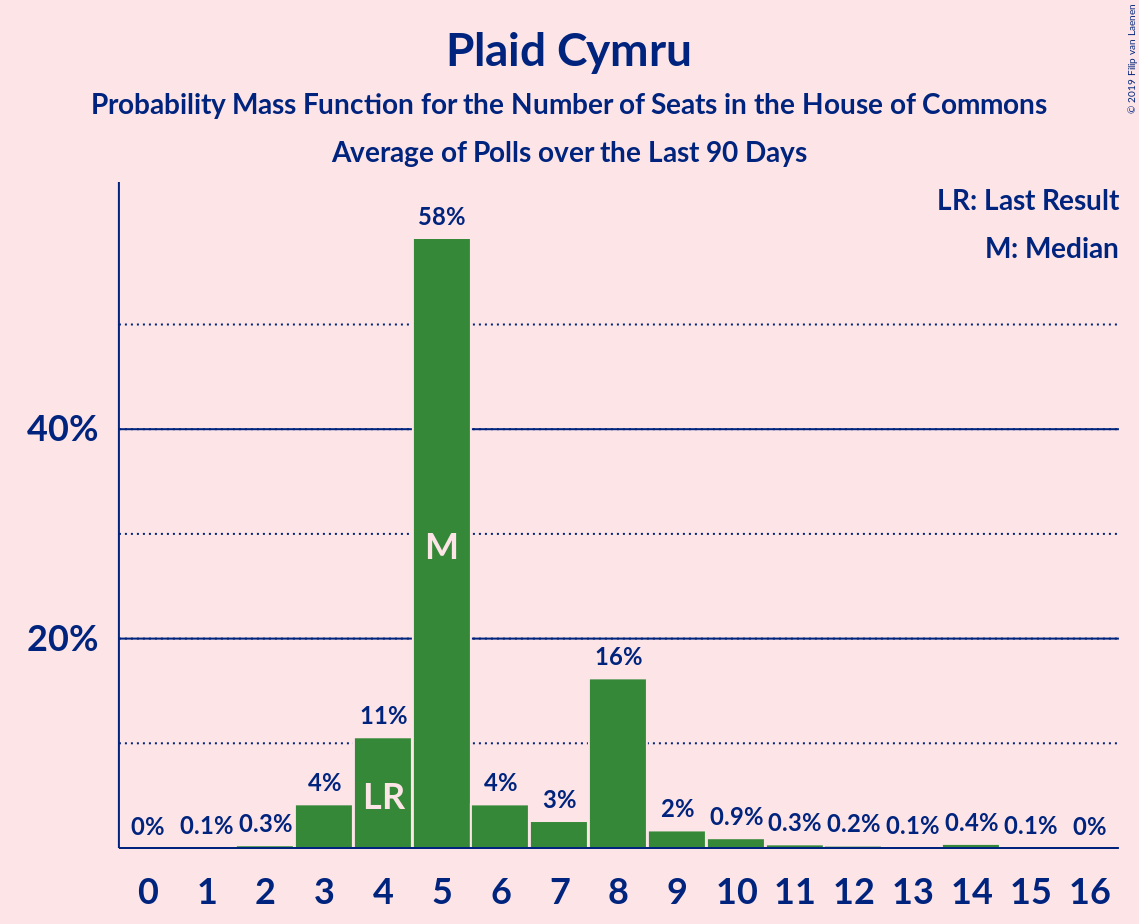 Plaid Cymru
Probability Mass Function for the Number of Seats in the House of Commons
Average of Polls over the Last 90 Days
© 2019 Filip van Laenen
LR: Last Result
M: Median
58%
40%
M
20%
16%
11%
4%
LR
4%
3%
2%
0%
0.1%
0.3%
0.9%
0.3%
0.2%
0.1%
0.4%
0.1%
0%
0 1 2 3 4 5 6 7 8 9 10 11 12 13 14 15 16